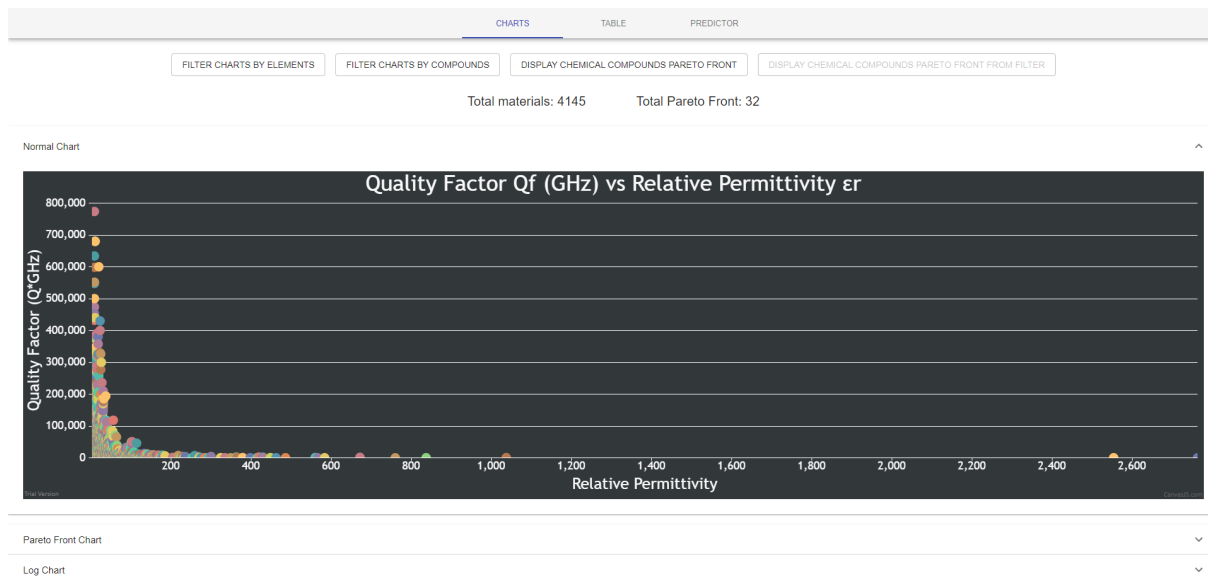 CHARTS TABLE PREDICTOR
FILTER CHARTS BY ELEMENTS FILTER CHARTS BY COMPOUNDS DISPLAY CHEMICAL COMPOUNDS PARETO FRONT DISPLAY CHEMICAL COMPOUNDS PARETO FRONT FROM FILTER
Total materials: 4145 Total Pareto Front: 32
Normal Chart
Quality Factor Qf (GHz) vs Relative Permittivity εr
Quality Factor (Q*GHz)
800,000
700,000
600,000
500,000
400,000
300,000
200,000
100,000
0
200 400 600 800 1,000 1,200 1,400 1,600 1,800 2,000 2,200 2,400 2,600
Relative Permittivity
Trial Version CanvasJS.com
Pareto Front Chart
Log Chart